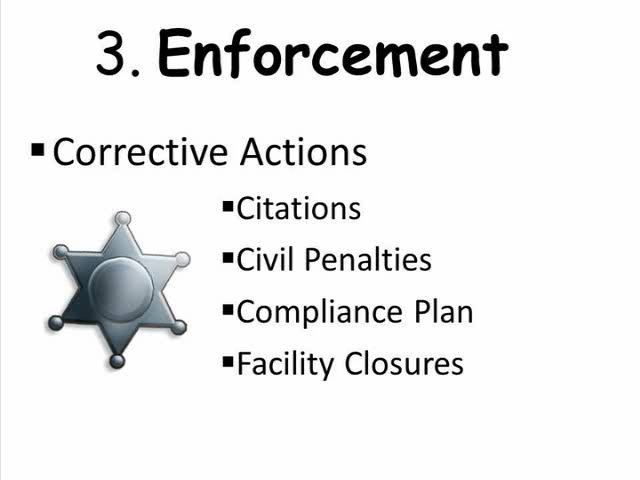 3. Enforcement
▪Corrective Actions
▪Citations
▪Civil Penalties
▪Compliance Plan
▪Facility Closures